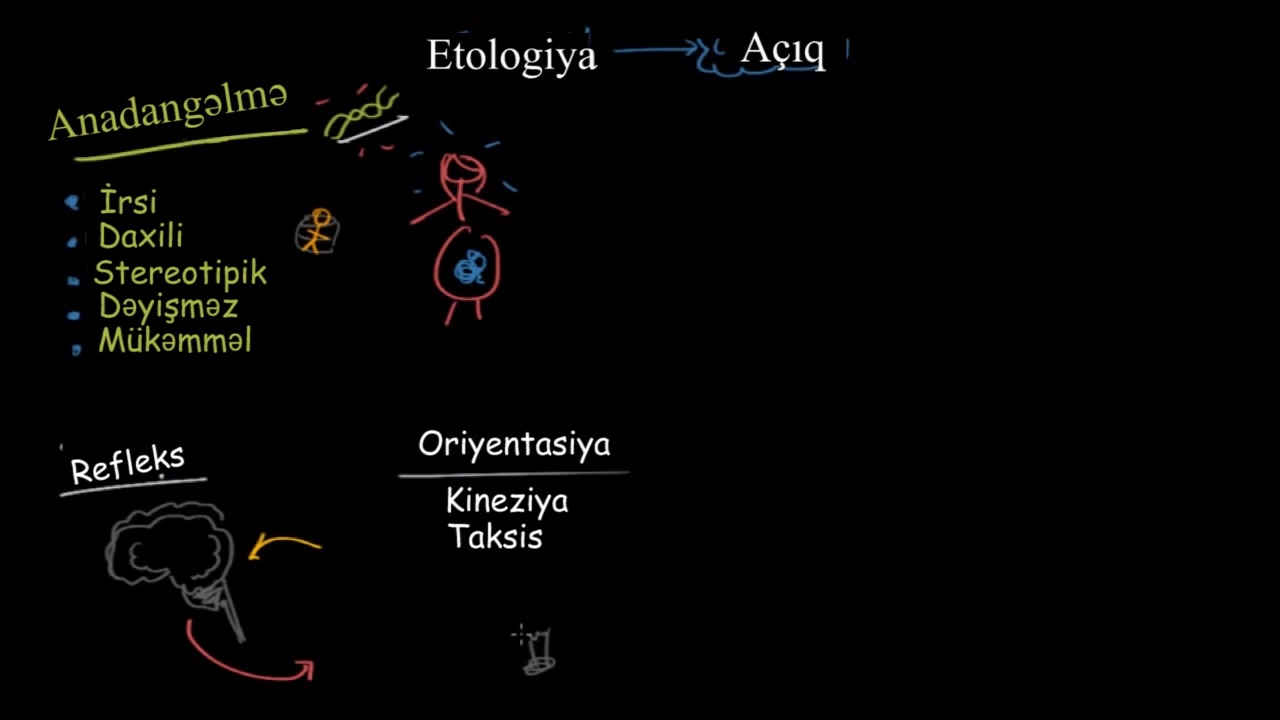 Etologiya Açıq
Anadangəlmə
İrsi
Daxili
Stereotipik
Dəyişməz
Mükəmməl
Refleks
Oriyentasiya
Kineziya
Taksis